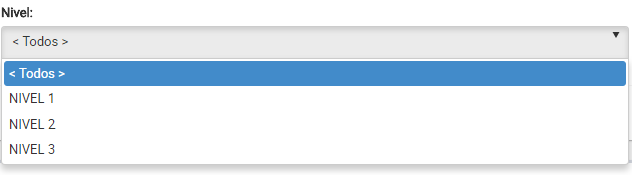 Nivel:
< Todos >
< Todos >
NIVEL 1
NIVEL 2
NIVEL 3